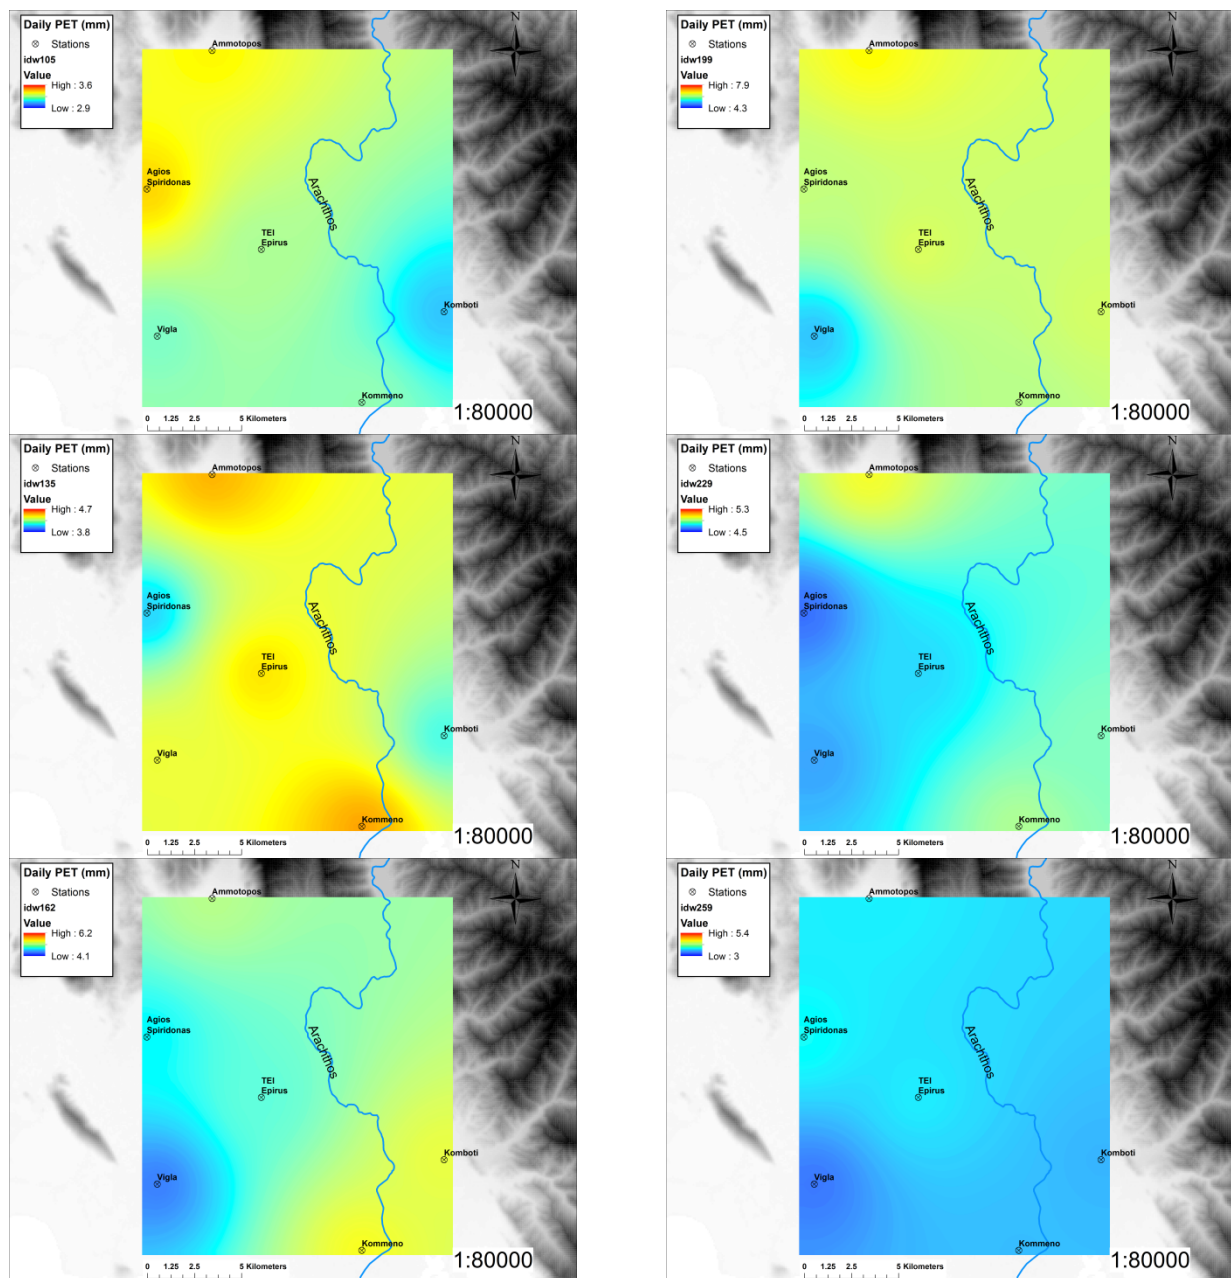 Daily PET (mm)
Stations
idw105
Value
High : 3.6
Low : 2.9
N
Ammotopos
Agios
Spiridonas
Arachthos
TEI
Epirus
Komboti
Vigla
Kommeno
0 1.25 2.5 5 Kilometers
1:80000
Daily PET (mm)
Stations
idw199
Value
High : 7.9
Low : 4.3
N
Ammotopos
Agios
Spiridonas
Arachthos
TEI
Epirus
Komboti
Vigla
Kommeno
0 1.25 2.5 5 Kilometers
1:80000
Daily PET (mm)
Stations
idw135
Value
High : 4.7
Low : 3.8
N
Ammotopos
Agios
Spiridonas
Arachthos
TEI
Epirus
Komboti
Vigla
Kommeno
0 1.25 2.5 5 Kilometers
1:80000
Daily PET (mm)
Stations
idw229
Value
High : 5.3
Low : 4.5
N
Ammotopos
Agios
Spiridonas
Arachthos
TEI
Epirus
Komboti
Vigla
Kommeno
0 1.25 2.5 5 Kilometers
1:80000
Daily PET (mm)
Stations
idw162
Value
High : 6.2
Low : 4.1
N
Ammotopos
Agios
Spiridonas
Arachthos
TEI
Epirus
Komboti
Vigla
Kommeno
0 1.25 2.5 5 Kilometers
1:80000
Daily PET (mm)
Stations
idw259
Value
High : 5.4
Low : 3
N
Ammotopos
Agios
Spiridonas
Arachthos
TEI
Epirus
Komboti
Vigla
Kommeno
0 1.25 2.5 5 Kilometers
1:80000